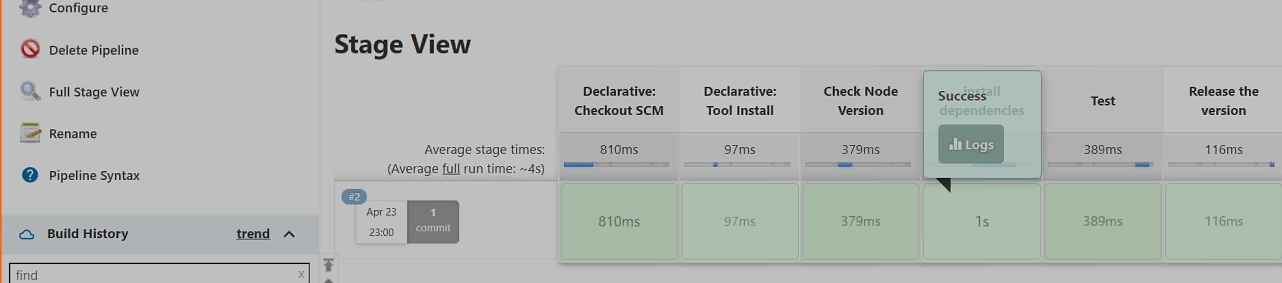 Configure
Delete Pipeline
Full Stage View
Rename
Pipeline Syntax
Build History trend
find x
Stage View
Declarative: Checkout SCM
Declarative: Tool Install
Check Node Version
install dependencies
Test
Release the version
Success
Logs
Average stage times:
(Average full run time: ~4s)
810ms 97ms 379ms 389ms 116ms
#2
Apr 23
23:00
1
commit
810ms 97ms 379ms 1s 389ms 116ms